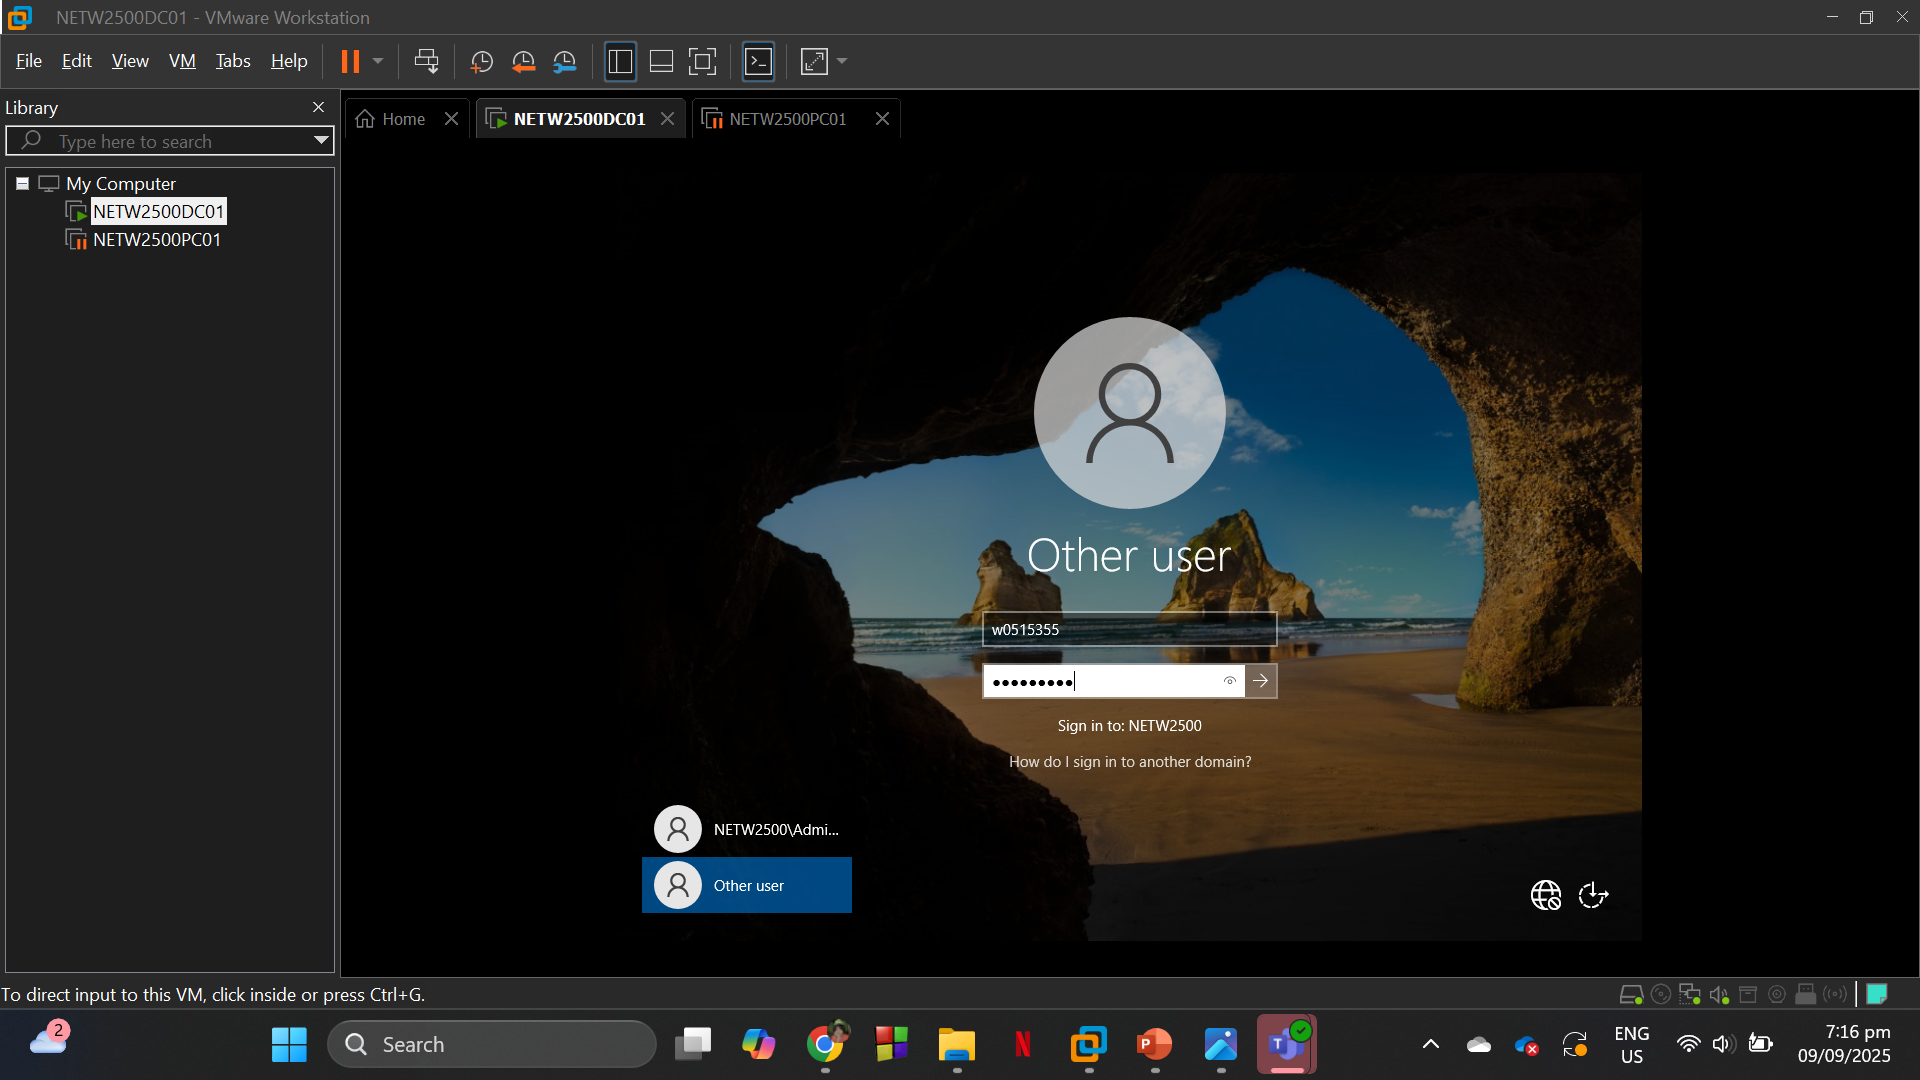 NETW2500DC01 - VMware Workstation
File Edit View VM Tabs Help
Library
Type here to search
My Computer
NETW2500DC01
NETW2500PC01
Home
NETW2500DC01
NETW2500PC01
Other user
w0515355
Sign in to: NETW2500
How do I sign in to another domain?
NETW2500\Admi...
Other user
To direct input to this VM, click inside or press Ctrl+G.
2
Search
N
P
T
ENG
US
7:16 pm
09/09/2025